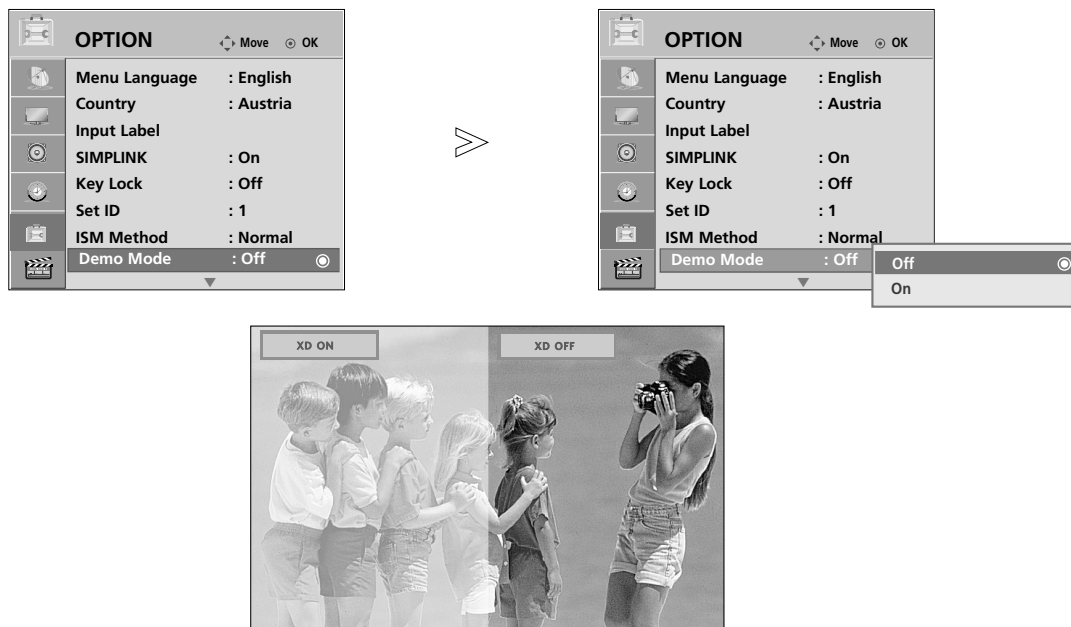 OPTION Move OK
Menu Language : English
Country : Austria
Input Label
SIMPLINK : On
Key Lock : Off
Set ID : 1
ISM Method : Normal
Demo Mode : Off
OPTION Move OK
Menu Language : English
Country : Austria
Input Label
SIMPLINK : On
Key Lock : Off
Set ID : 1
ISM Method : Normal
Demo Mode : Off
Off
On
XD ON XD OFF